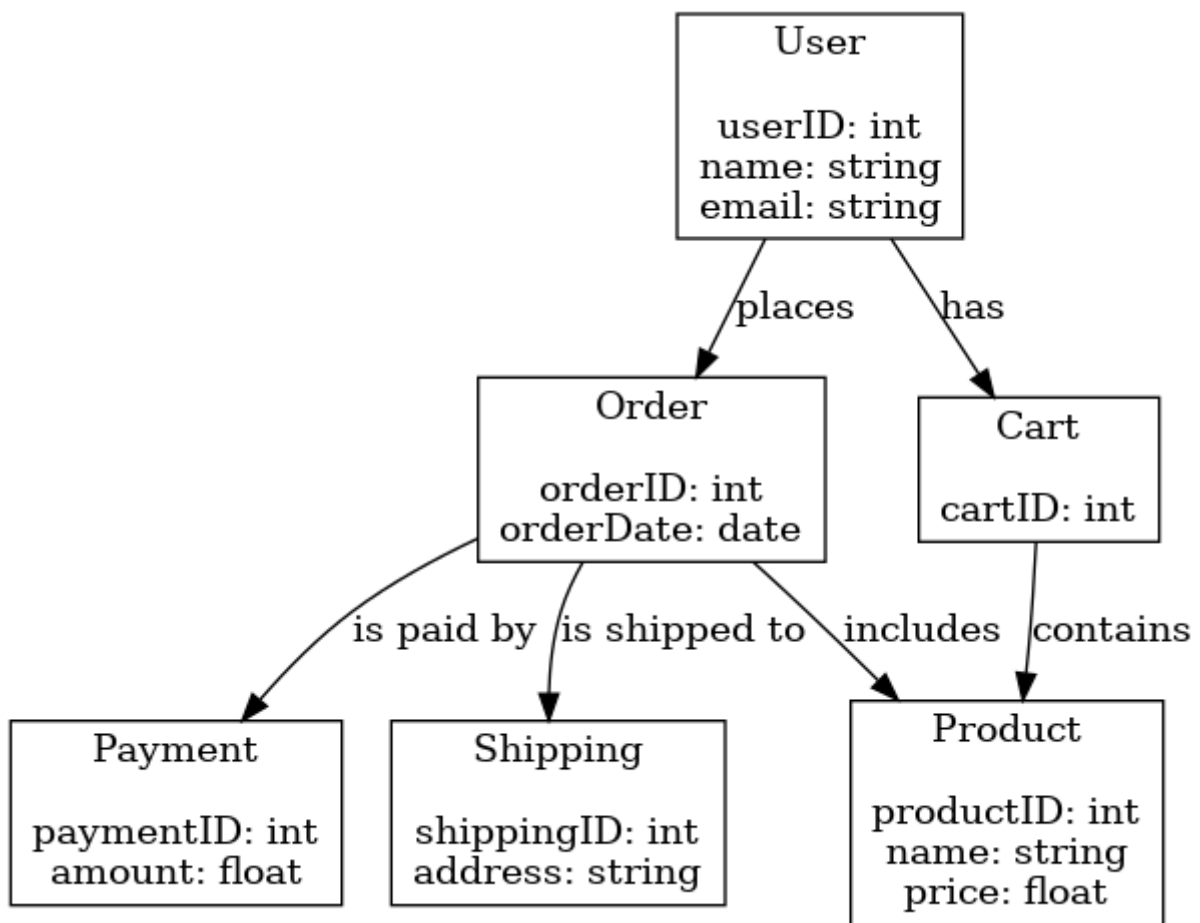 User
userID: int
name: string
email: string
places
has
Order
orderID: int
orderDate: date
Cart
cartID: int
is paid by
is shipped to
includes
contains
Payment
paymentID: int
amount: float
Shipping
shippingID: int
address: string
Product
productID: int
name: string
price: float